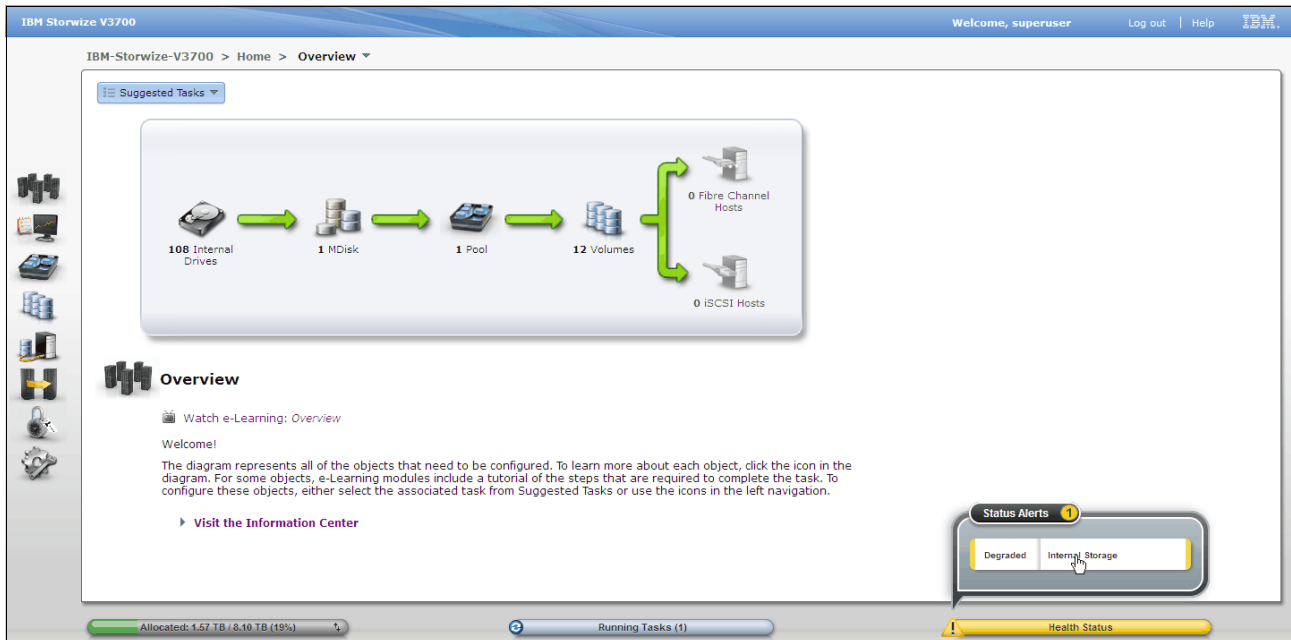 IBM Storwize V3700
Welcome, superuser
Log out | Help
IBM.
IBM-Storwize-V3700 > Home > Overview
Suggested Tasks
108 Internal
Drives
1 MDisk
1 Pool
12 Volumes
0 Fibre Channel
Hosts
0 iSCSI Hosts
Overview
Watch e-Learning: Overview
Welcome!
The diagram represents all of the objects that need to be configured. To learn more about each object, click the icon in the
diagram. For some objects, e-Learning modules include a tutorial of the steps that are required to complete the task. To
configure these objects, either select the associated task from Suggested Tasks or use the icons in the left navigation.
Visit the Information Center
Status Alerts 1
Degraded
Internal Storage
Allocated: 1.57 TB / 8.10 TB (19%)
Running Tasks (1)
Health Status